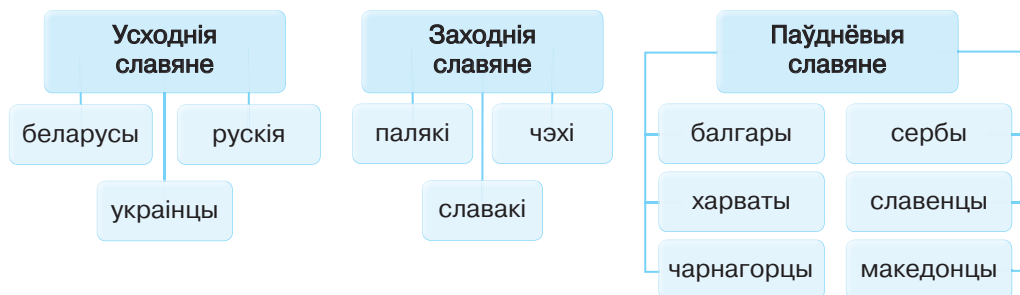 Усходнія
славяне
беларусы
рускія
украінцы
Заходнія
славяне
палякі
чэхі
славакі
Паўднёвыя
славяне
балгары
сербы
харваты
славенцы
чарнагорцы
македонцы